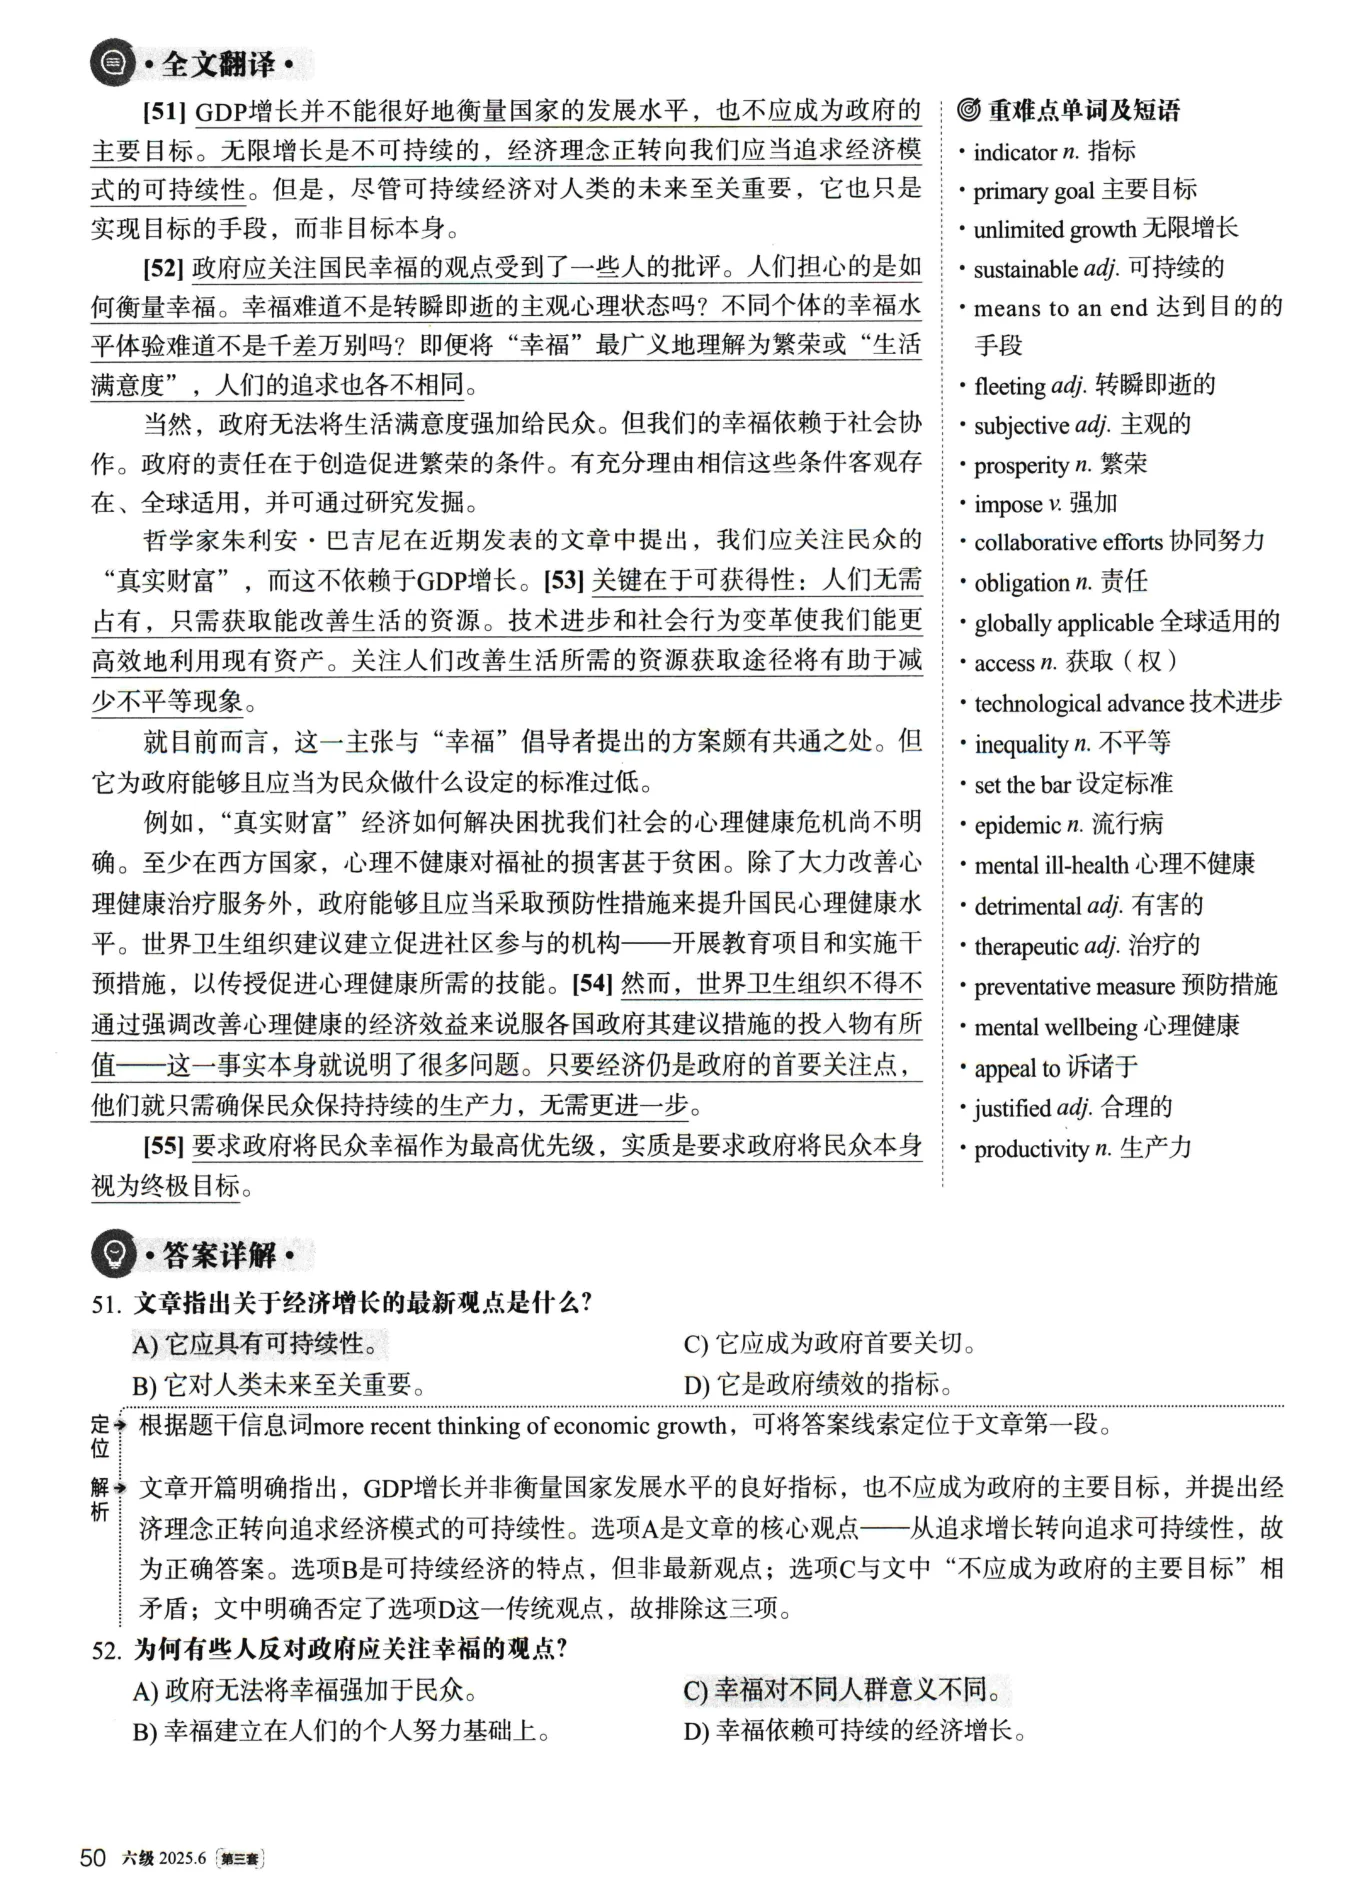 ·全文翻译·
[51] GDP增长并不能很好地衡量国家的发展水平，也不应成为政府的
主要目标。无限增长是不可持续的，经济理念正转向我们应当追求经济模
式的可持续性。但是，尽管可持续经济对人类的未来至关重要，它也只是
实现目标的手段，而非目标本身。
[52] 政府应关注国民幸福的观点受到了一些人的批评。人们担心的是如
何衡量幸福。幸福难道不是转瞬即逝的主观心理状态吗？不同个体的幸福水
平体验难道不是千差万别吗？即便将“幸福”最广义地理解为繁荣或“生活
满意度”，人们的追求也各不相同。
当然，政府无法将生活满意度强加给民众。但我们的幸福依赖于社会协
作。政府的责任在于创造促进繁荣的条件。有充分理由相信这些条件客观存
在、全球适用，并可通过研究发掘。
哲学家朱利安·巴吉尼在近期发表的文章中提出，我们应关注民众的
“真实财富”，而这不依赖于GDP增长。[53] 关键在于可获得性：人们无需
占有，只需获取能改善生活的资源。技术进步和社会行为变革使我们能更
高效地利用现有资产。关注人们改善生活所需的资源获取途径将有助于减
少不平等现象。
就目前而言，这一主张与“幸福”倡导者提出的方案颇有共通之处。但
它为政府能够且应当为民众做什么设定的标准过低。
例如，“真实财富”经济如何解决困扰我们社会的心理健康危机尚不明
确。至少在西方国家，心理不健康对福祉的损害甚于贫困。除了大力改善心
理健康治疗服务外，政府能够且应当采取预防性措施来提升国民心理健康水
平。世界卫生组织建议建立促进社区参与的机构——开展教育项目和实施干
预措施，以传授促进心理健康所需的技能。[54] 然而，世界卫生组织不得不
通过强调改善心理健康的经济效益来说服各国政府其建议措施的投入物有所
值——这一事实本身就说明了很多问题。只要经济仍是政府的首要关注点，
他们就只需确保民众保持持续的生产力，无需更进一步。
[55] 要求政府将民众幸福作为最高优先级，实质是要求政府将民众本身
视为终极目标。
重难点单词及短语
· indicator n. 指标
· primary goal 主要目标
· unlimited growth 无限增长
· sustainable adj. 可持续的
· means to an end 达到目的的
手段
· fleeting adj. 转瞬即逝的
· subjective adj. 主观的
· prosperity n. 繁荣
· impose v. 强加
· collaborative efforts 协同努力
· obligation n. 责任
· globally applicable 全球适用的
· access n. 获取（权）
· technological advance 技术进步
· inequality n. 不平等
· set the bar 设定标准
· epidemic n. 流行病
· mental ill-health 心理不健康
· detrimental adj. 有害的
· therapeutic adj. 治疗的
· preventative measure 预防措施
· mental wellbeing 心理健康
· appeal to 诉诸于
· justified adj. 合理的
· productivity n. 生产力
·答案详解·
51. 文章指出关于经济增长的最新观点是什么？
A) 它应具有可持续性。 C) 它应成为政府首要关切。
B) 它对人类未来至关重要。 D) 它是政府绩效的指标。
定位 根据题干信息词more recent thinking of economic growth，可将答案线索定位于文章第一段。
解析 文章开篇明确指出，GDP增长并非衡量国家发展水平的良好指标，也不应成为政府的主要目标，并提出经
济理念正转向追求经济模式的可持续性。选项A是文章的核心观点——从追求增长转向追求可持续性，故
为正确答案。选项B是可持续经济的特点，但非最新观点；选项C与文中“不应成为政府的主要目标”相
矛盾；文中明确否定了选项D这一传统观点，故排除这三项。
52. 为何有些人反对政府应关注幸福的观点？
A) 政府无法将幸福强加于民众。 C) 幸福对不同人群意义不同。
B) 幸福建立在人们的个人努力基础上。 D) 幸福依赖可持续的经济增长。
50 六级 2025.6 第三套